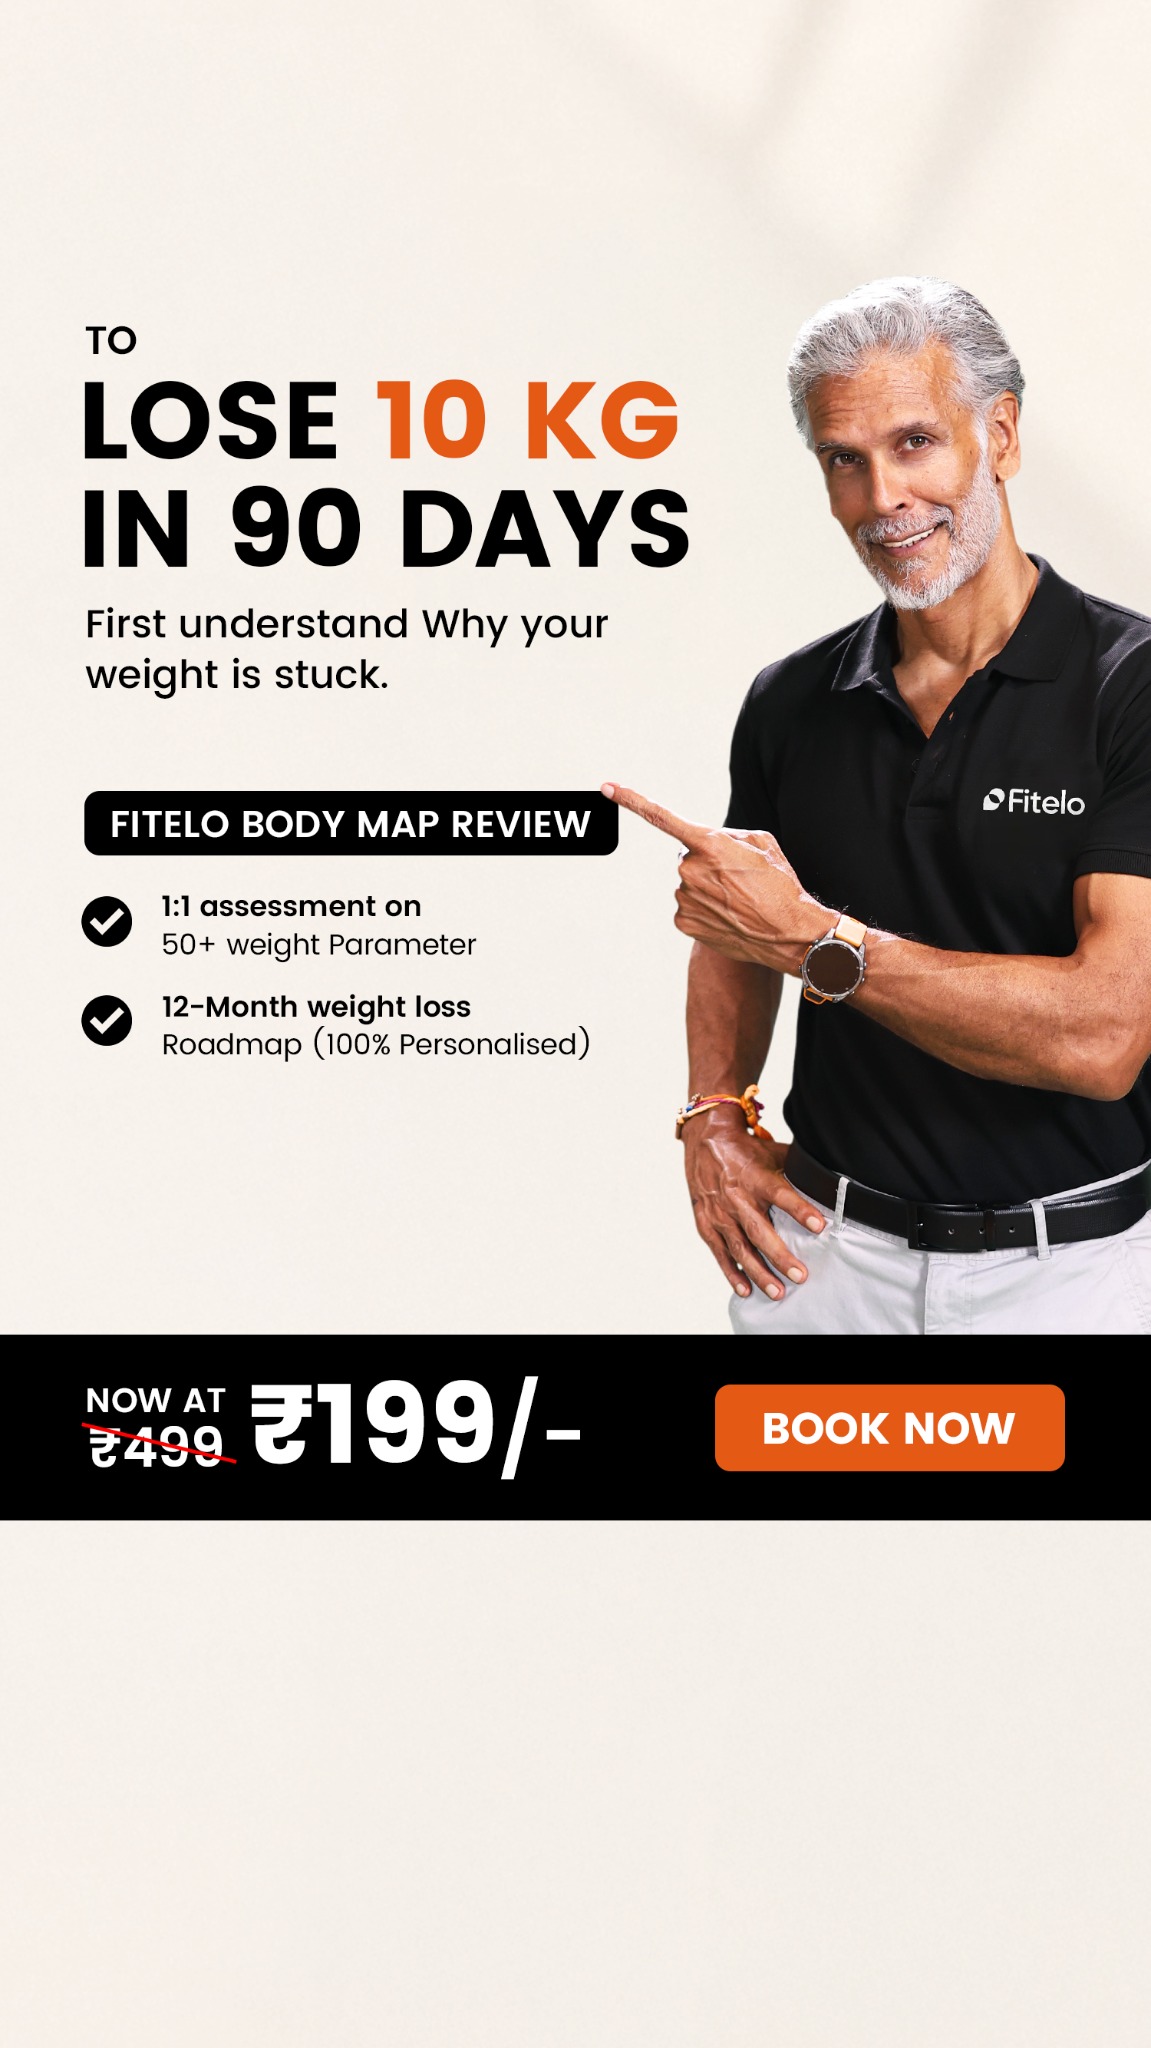 TO
LOSE 10 KG
IN 90 DAYS
First understand Why your
weight is stuck.
FITELO BODY MAP REVIEW
1:1 assessment on
50+ weight Parameter
12-Month weight loss
Roadmap (100% Personalised)
Fitelo
NOW AT
₹499
₹199/-
BOOK NOW